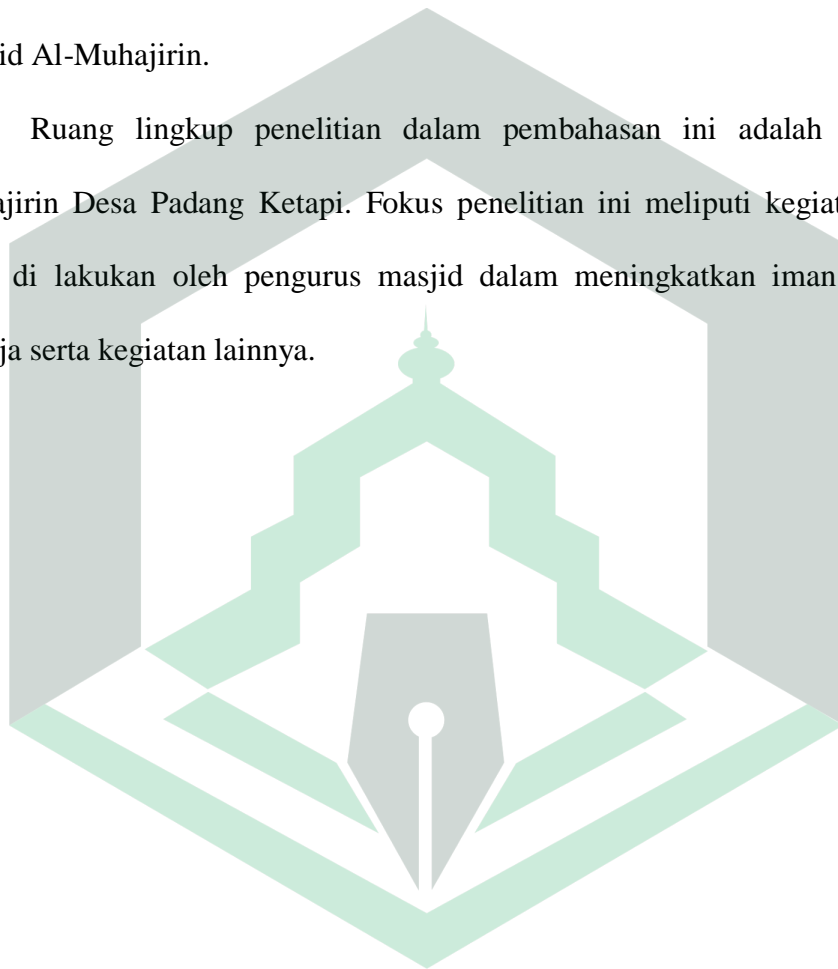 id Al-Muhajirin.
Ruang lingkup penelitian dalam pembahasan ini adalah
ajirin Desa Padang Ketapi. Fokus penelitian ini meliputi kegiat
di lakukan oleh pengurus masjid dalam meningkatkan iman
ja serta kegiatan lainnya.